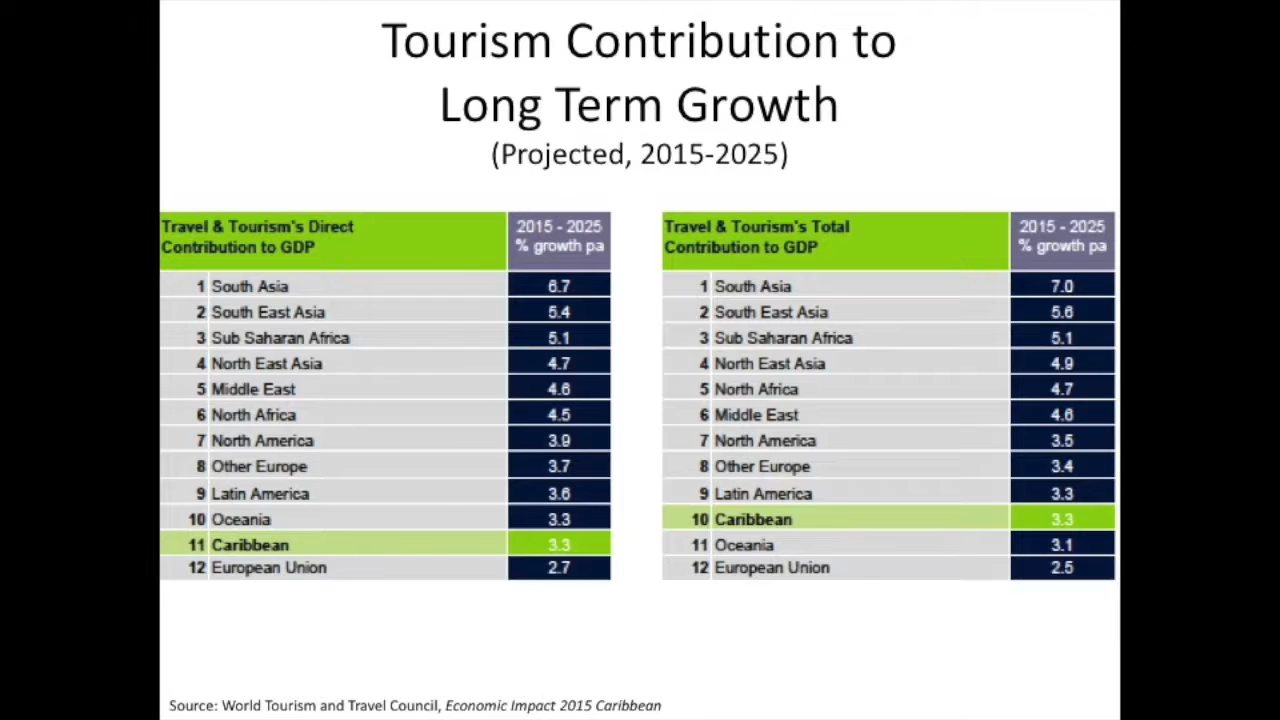 Tourism Contribution to
Long Term Growth
(Projected, 2015-2025)
Travel & Tourism's Direct
Contribution to GDP
2015 - 2025
% growth pa
1 South Asia 6.7
2 South East Asia 5.4
3 Sub Saharan Africa 5.1
4 North East Asia 4.7
5 Middle East 4.6
6 North Africa 4.5
7 North America 3.9
8 Other Europe 3.7
9 Latin America 3.6
10 Oceania 3.3
11 Caribbean 3.3
12 European Union 2.7
Travel & Tourism's Total
Contribution to GDP
2015 - 2025
% growth pa
1 South Asia 7.0
2 South East Asia 5.6
3 Sub Saharan Africa 5.1
4 North East Asia 4.9
5 North Africa 4.7
6 Middle East 4.6
7 North America 3.5
8 Other Europe 3.4
9 Latin America 3.3
10 Caribbean 3.3
11 Oceania 3.1
12 European Union 2.5
Source: World Tourism and Travel Council, Economic Impact 2015 Caribbean